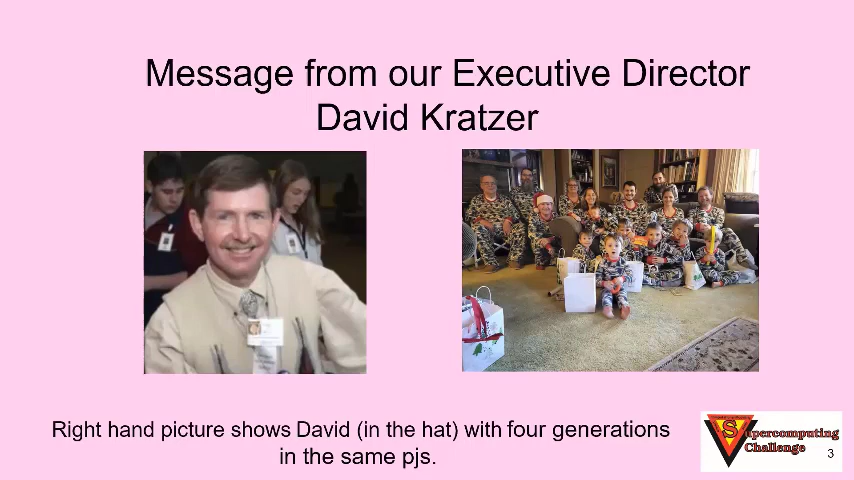 Message from our Executive Director
David Kratzer
Right hand picture shows David (in the hat) with four generations
in the same pjs.
Supercomputing
Challenge
3